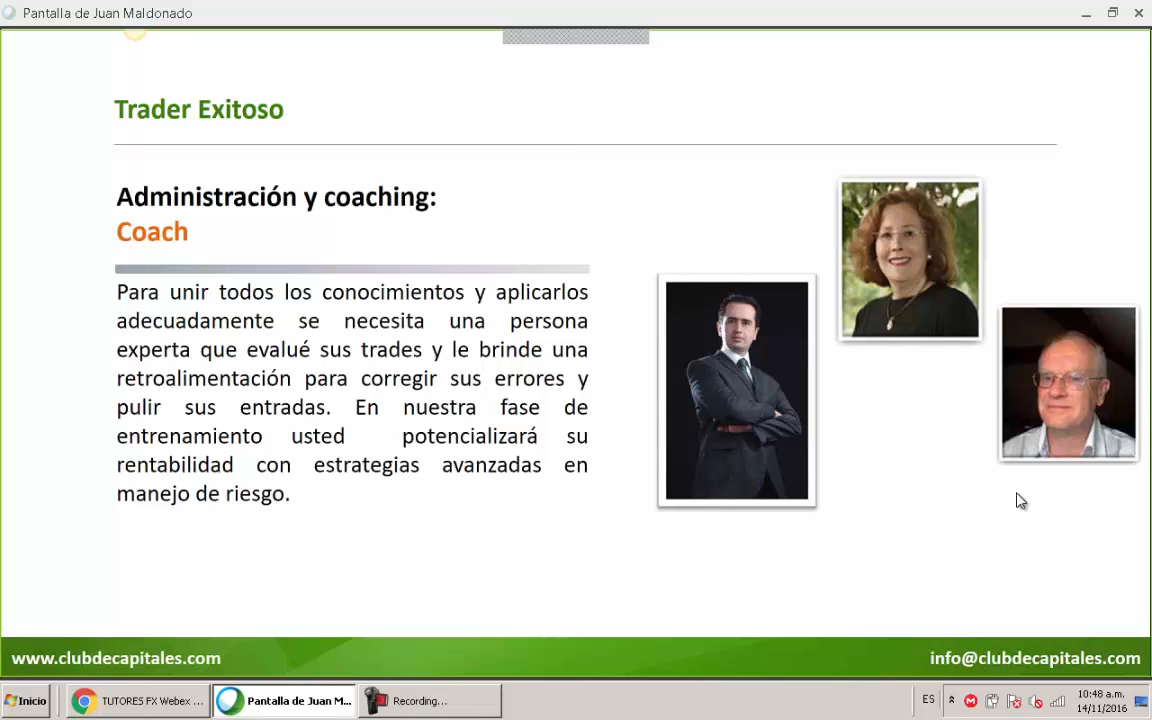 Pantalla de Juan Maldonado
Trader Exitoso
Administración y coaching:
Coach
Para unir todos los conocimientos y aplicarlos
adecuadamente se necesita una persona
experta que evalué sus trades y le brinde una
retroalimentación para corregir sus errores y
pulir sus entradas. En nuestra fase de
entrenamiento usted potencializará su
rentabilidad con estrategias avanzadas en
manejo de riesgo.
www.clubdecapitales.com
info@clubdecapitales.com
Inicio
TUTORES FX Webex ...
Pantalla de Juan M...
Recording...
ES
10:48 a.m.
14/11/2016